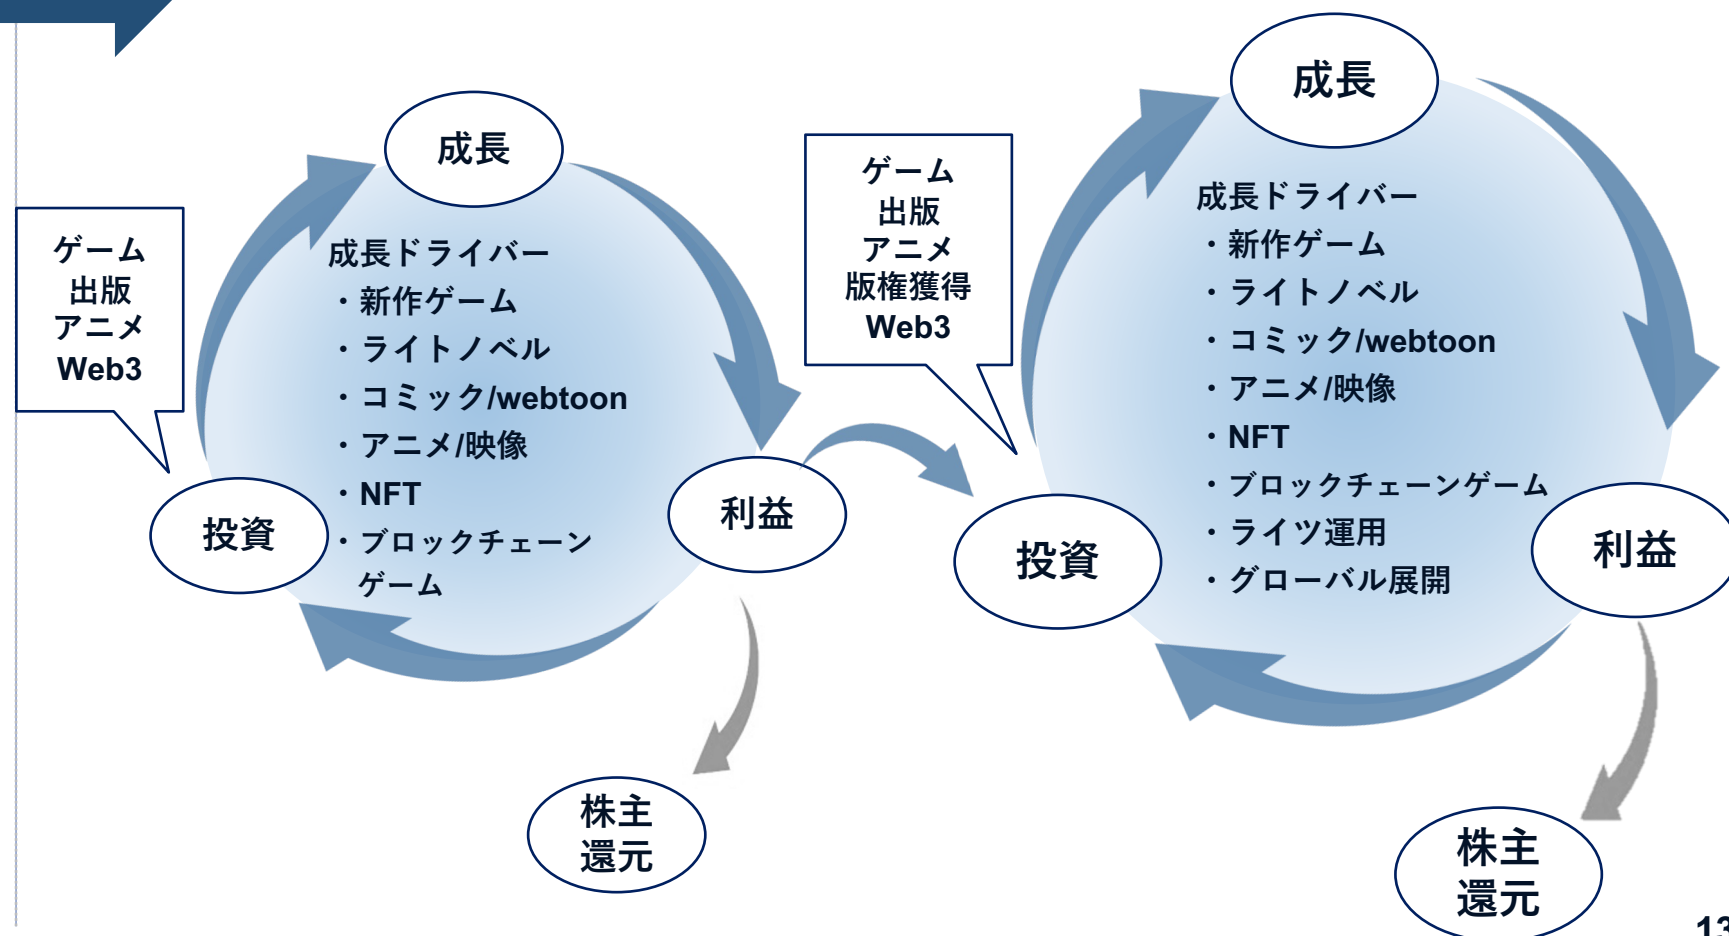 成長
ゲーム
出版
アニメ
Web3
成長ドライバー
・新作ゲーム
・ライトノベル
・コミック/webtoon
・アニメ/映像
・NFT
・ブロックチェーン
ゲーム
投資
利益
株主
還元
成長
ゲーム
出版
アニメ
版権獲得
Web3
成長ドライバー
・新作ゲーム
・ライトノベル
・コミック/webtoon
・アニメ/映像
・NFT
・ブロックチェーンゲーム
・ライツ運用
・グローバル展開
投資
利益
株主
還元
13